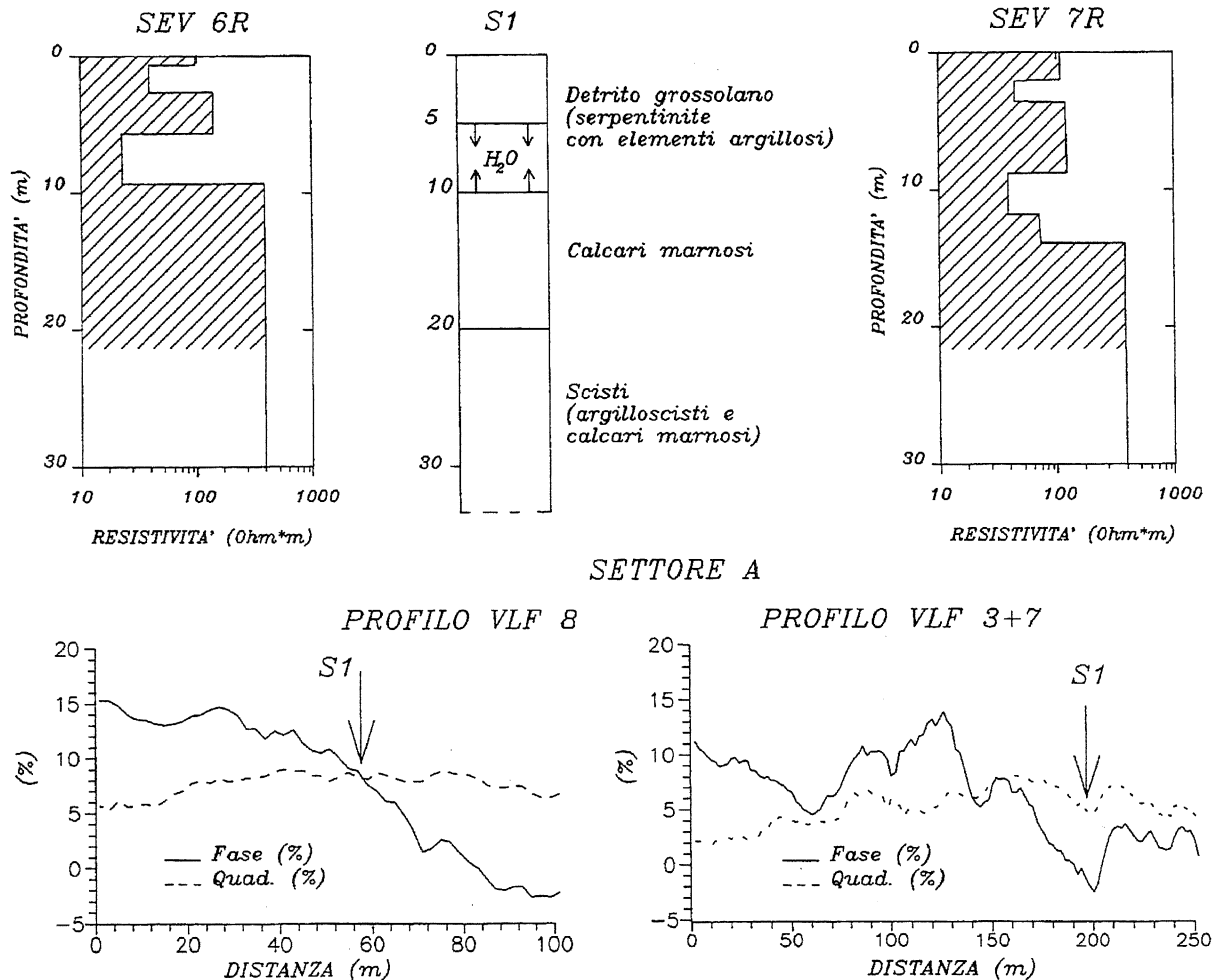 SEV 6R
S1
SEV 7R
0
10
20
30
PROFONDITA' (m)
10
100
1000
RESISTIVITA' (Ohm*m)
0
5
10
20
30
H2O
Detrito grossolano
(serpentinite
con elementi argillosi)
Calcari marnosi
Scisti
(argilloscisti e
calcari marnosi)
0
10
20
30
PROFONDITA' (m)
10
100
1000
RESISTIVITA' (Ohm*m)
SETTORE A
PROFILO VLF 8
20
15
10
5
0
-5
(%)
S1
Fase (%)
Quad. (%)
0
20
40
60
80
100
DISTANZA (m)
PROFILO VLF 3+7
20
15
10
5
0
-5
(%)
S1
Fase (%)
Quad. (%)
0
50
100
150
200
250
DISTANZA (m)